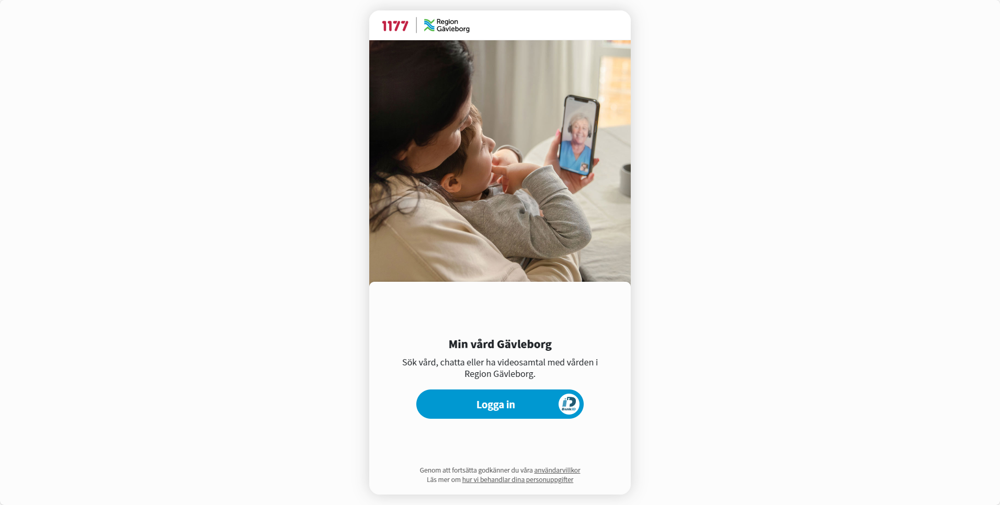 1177
Region
Gävleborg
Min vård Gävleborg
Sök vård, chatta eller ha videosamtal med vården i
Region Gävleborg.
Logga in
BankID
Genom att fortsätta godkänner du våra användarvillkor
Läs mer om hur vi behandlar dina personuppgifter